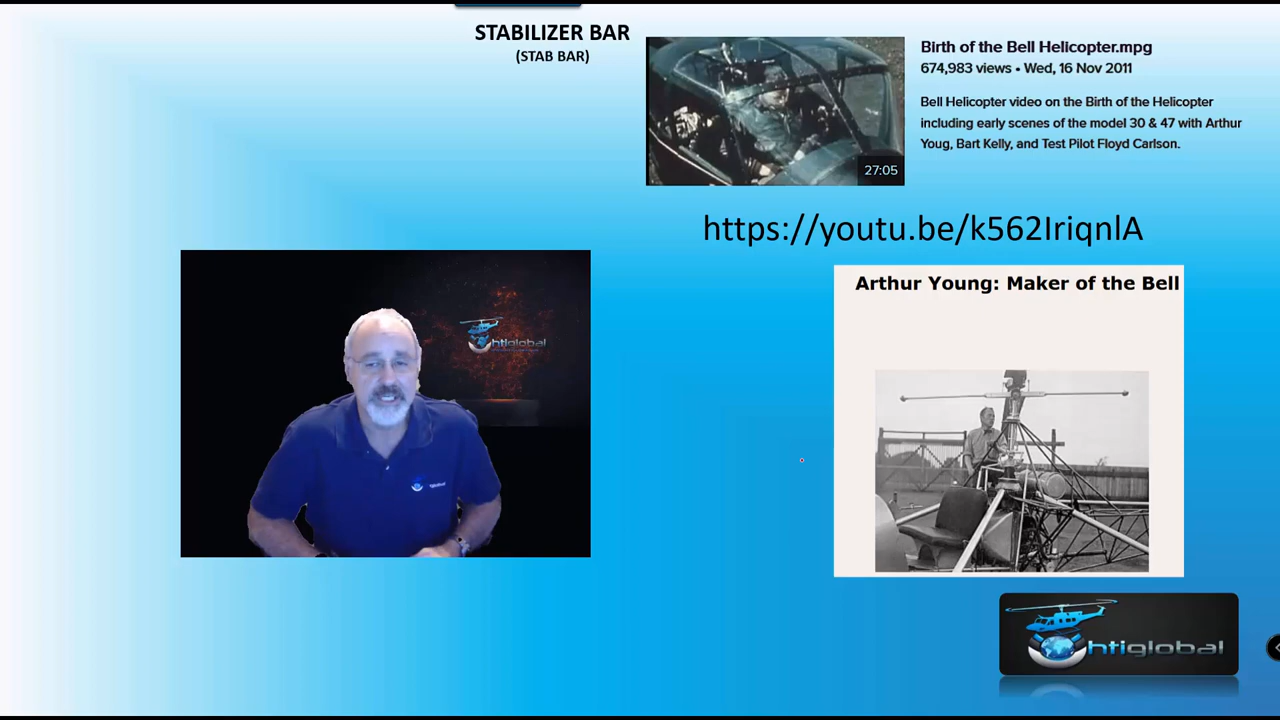 STABILIZER BAR
(STAB BAR)
Birth of the Bell Helicopter.mpg
674,983 views • Wed, 16 Nov 2011
Bell Helicopter video on the Birth of the Helicopter
including early scenes of the model 30 & 47 with Arthur
Youg, Bart Kelly, and Test Pilot Floyd Carlson.
27:05
https://youtu.be/k562IriqnlA
Arthur Young: Maker of the Bell
htiglobal
htiglobal
htiglobal